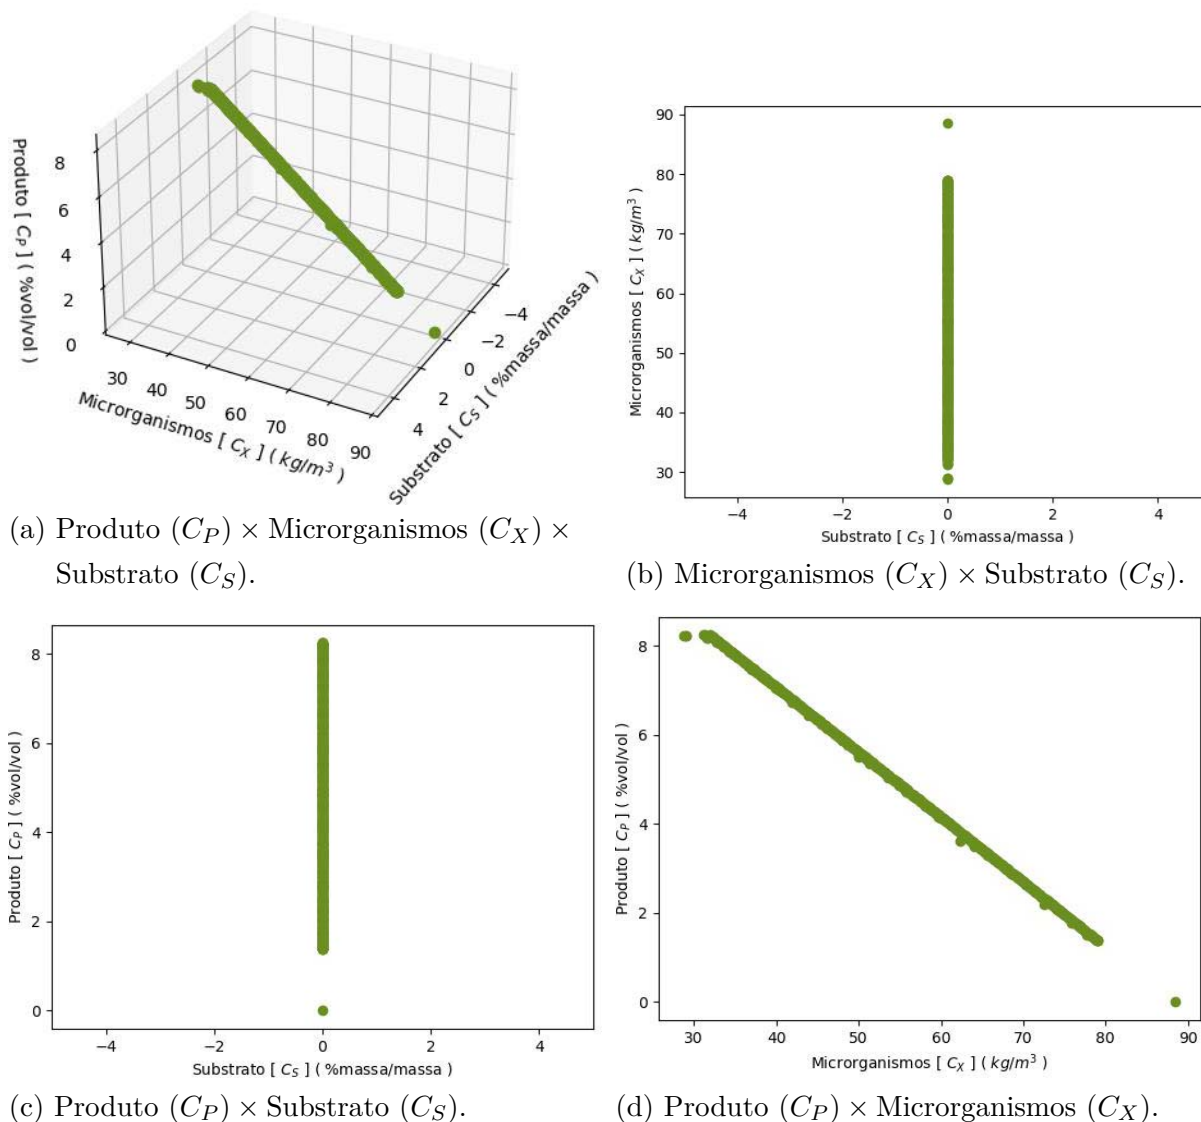 Produto [ C_P ] ( %vol/vol )
8
6
4
2
0
30 40 50 60 70 80 90
Microrganismos [ C_X ] ( kg/m³ )
−4
−2
0
2
4
Substrato [ C_S ] ( %massa/massa )
(a) Produto (C_P) × Microrganismos (C_X) ×
Substrato (C_S).
Microrganismos [ C_X ] ( kg/m³ )
90
80
70
60
50
40
30
−4 −2 0 2 4
Substrato [ C_S ] ( %massa/massa )
(b) Microrganismos (C_X) × Substrato (C_S).
Produto [ C_P ] ( %vol/vol )
8
6
4
2
0
−4 −2 0 2 4
Substrato [ C_S ] ( %massa/massa )
(c) Produto (C_P) × Substrato (C_S).
Produto [ C_P ] ( %vol/vol )
8
6
4
2
0
30 40 50 60 70 80 90
Microrganismos [ C_X ] ( kg/m³ )
(d) Produto (C_P) × Microrganismos (C_X).